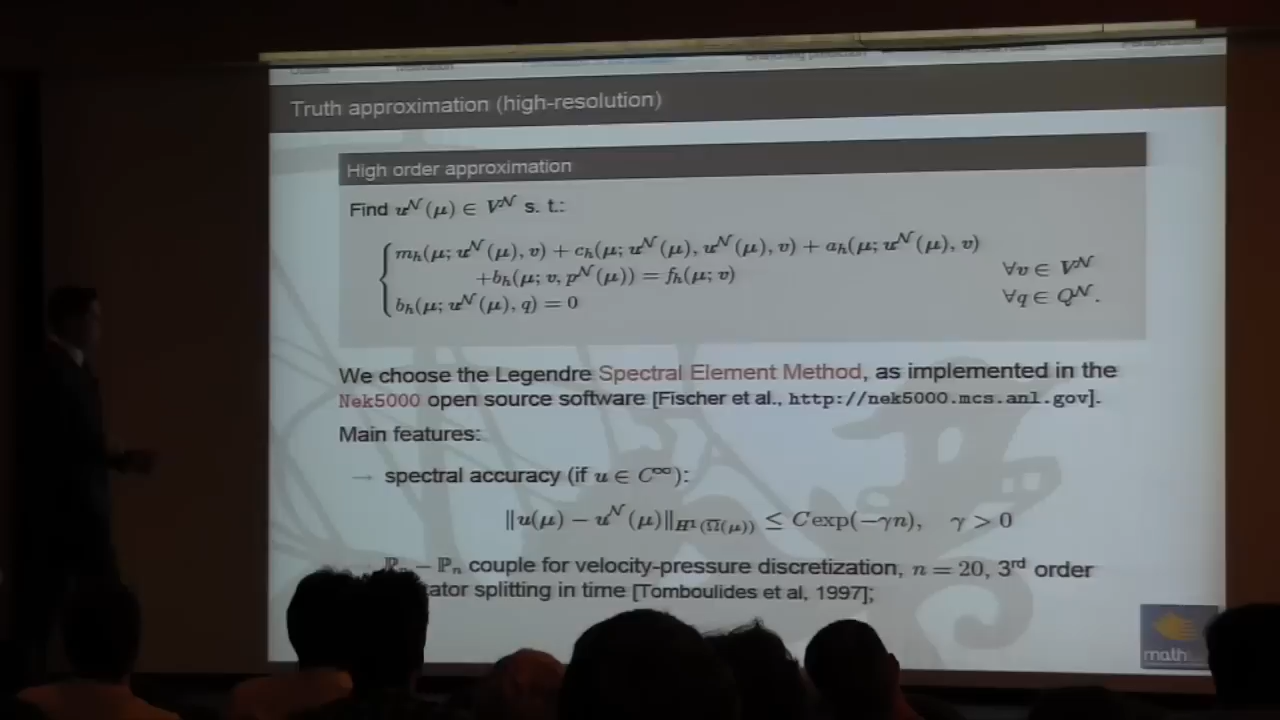 Truth approximation (high-resolution)
High order approximation
Find u^𝒩(μ) ∈ V^𝒩 s. t.:
m_h(μ; u^𝒩(μ), v) + c_h(μ; u^𝒩(μ), u^𝒩(μ), v) + a_h(μ; u^𝒩(μ), v)
+b_h(μ; v, p^𝒩(μ)) = f_h(μ; v) ∀v ∈ V^𝒩
b_h(μ; u^𝒩(μ), q) = 0 ∀q ∈ Q^𝒩.
We choose the Legendre Spectral Element Method, as implemented in the
Nek5000 open source software [Fischer et al., http://nek5000.mcs.anl.gov].
Main features:
→ spectral accuracy (if u ∈ C^∞):
‖u(μ) − u^𝒩(μ)‖_{H¹(Ω̅(μ))} ≤ C exp(−γn), γ > 0
ℙ_n − ℙ_n couple for velocity-pressure discretization, n = 20, 3rd order
splitting in time [Tomboulides et al, 1997];
math